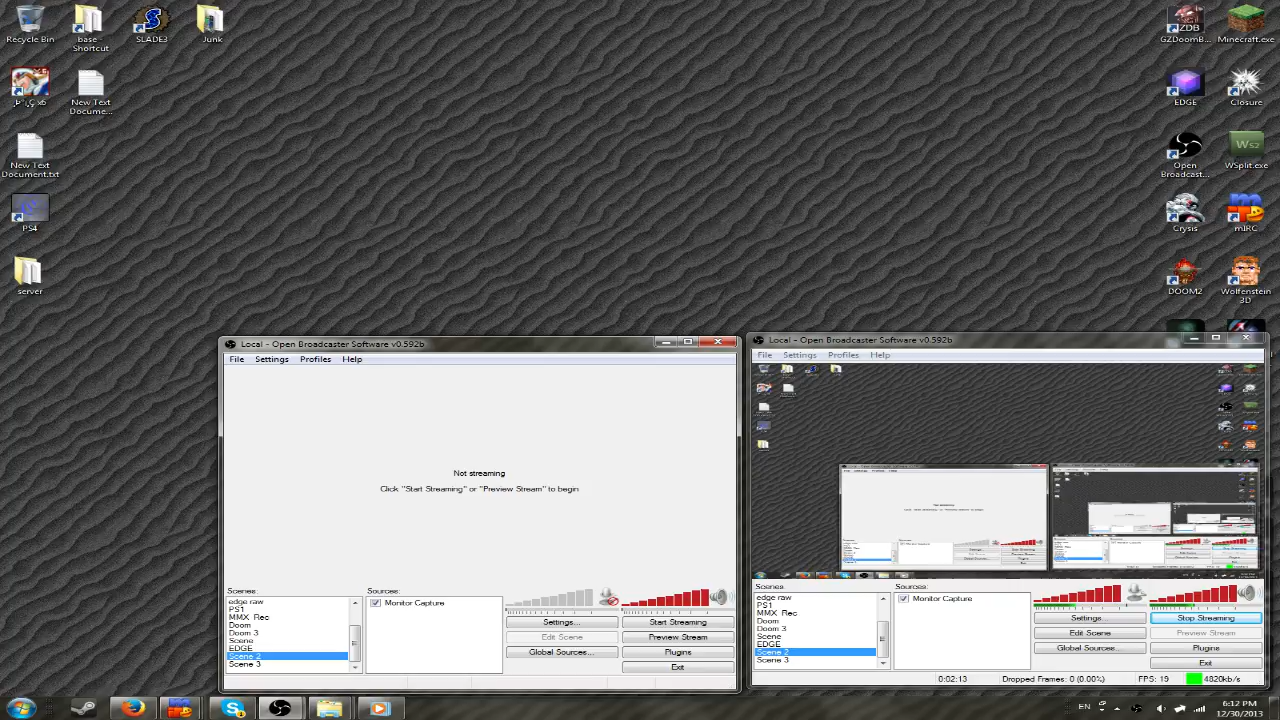 Recycle Bin
base - Shortcut
SLADE3
Junk
GZDoomB...
Minecraft.exe
New Text Docume...
EDGE
Closure
New Text Document.txt
Open Broadcast...
WSplit.exe
PS4
Crysis
mIRC
server
DOOM2
Wolfenstein 3D
Local - Open Broadcaster Software v0.592b
File Settings Profiles Help
Not streaming
Click "Start Streaming" or "Preview Stream" to begin
Scenes:
edge raw
PS1
MMX Rec
Doom
Doom 3
Scene
EDGE
Scene 2
Scene 3
Sources:
Monitor Capture
Settings...
Edit Scene
Global Sources...
Start Streaming
Preview Stream
Plugins
Exit
Local - Open Broadcaster Software v0.592b
File Settings Profiles Help
Scenes:
edge raw
PS1
MMX Rec
Doom
Doom 3
Scene
EDGE
Scene 2
Scene 3
Sources:
Monitor Capture
Settings...
Edit Scene
Global Sources...
Stop Streaming
Preview Stream
Plugins
Exit
0:02:13 Dropped Frames: 0 (0.00%) FPS: 19 4820kb/s
EN
6:12 PM
12/30/2013